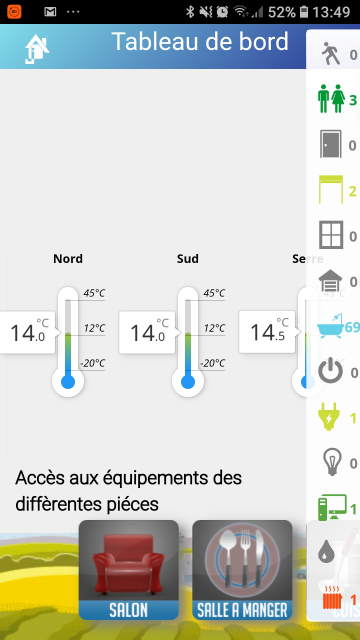 52% 13:49
Tableau de bord
0
3
0
2
0
0
69
0
1
0
1
1
Nord Sud Serre
45°C 45°C
12°C 12°C
-20°C -20°C
14.0 °C 14.0 °C 14.5 °C
Accès aux équipements des
diffèrentes piéces
SALON SALLE A MANGER